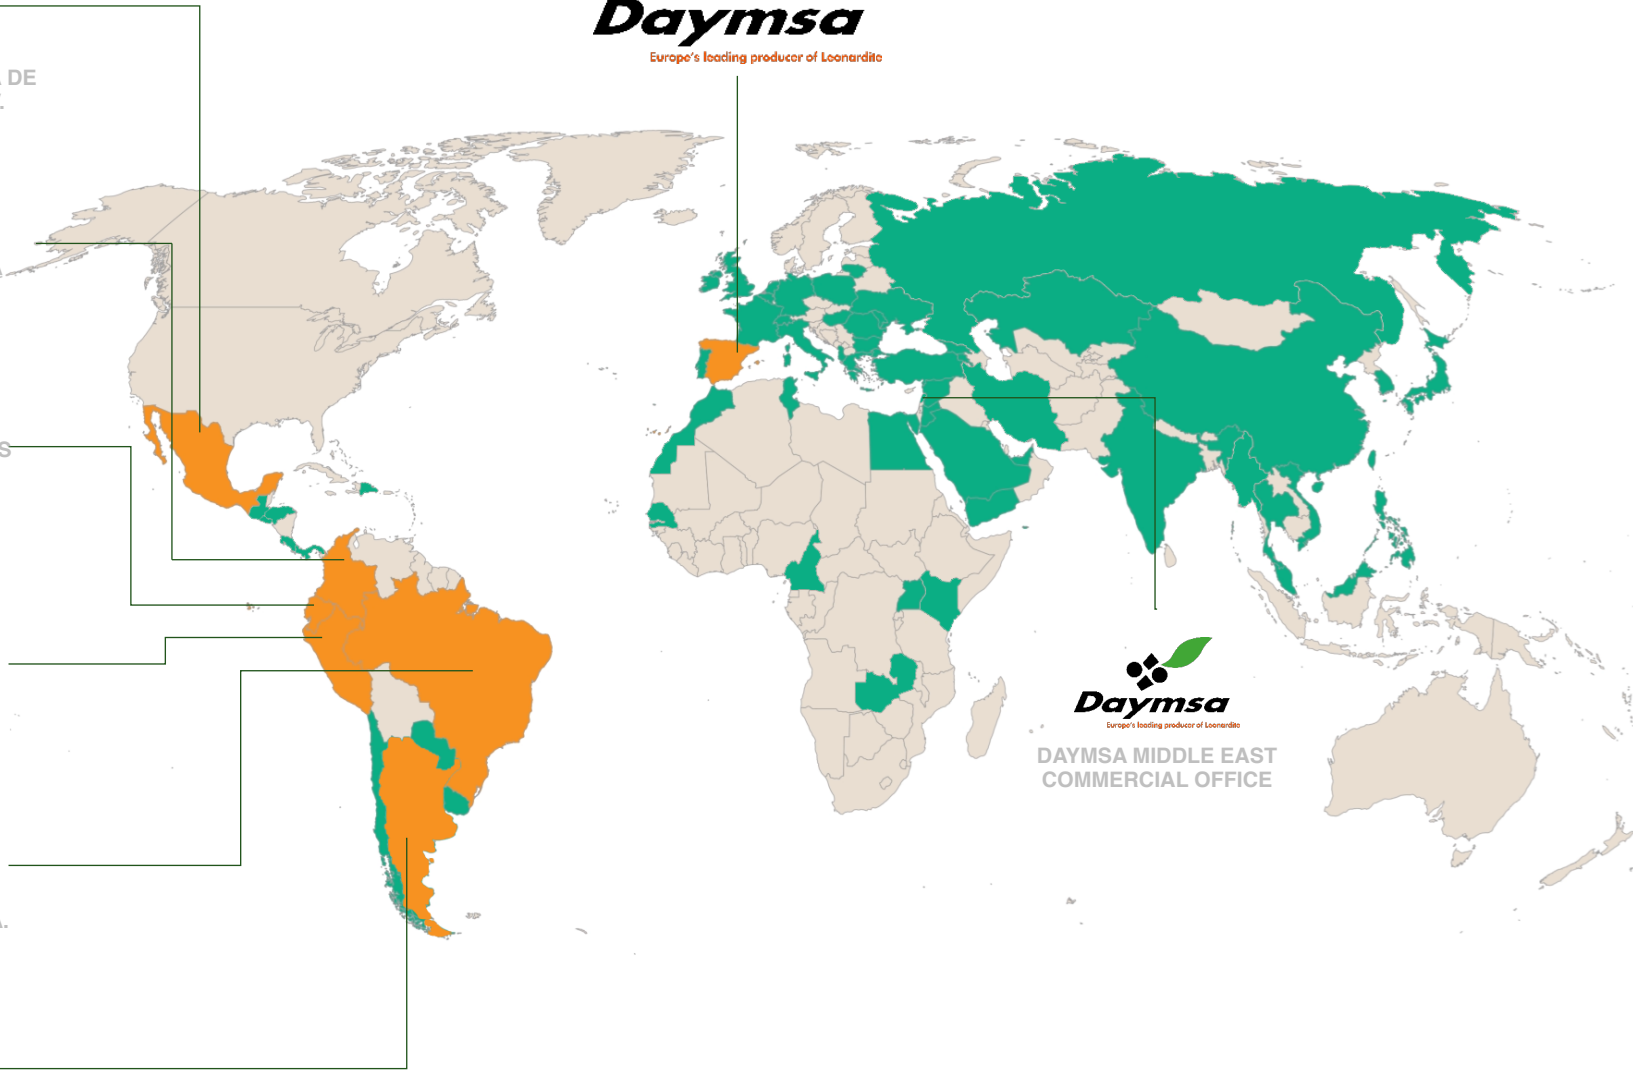 Daymsa
Europe's leading producer of Leonardite
DE
S
Daymsa
Europe's leading producer of Leonardite
DAYMSA MIDDLE EAST
COMMERCIAL OFFICE